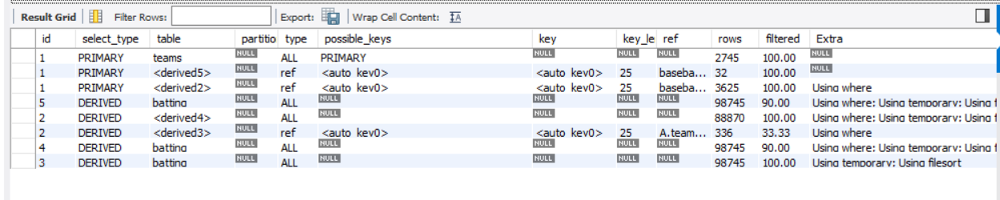 Result Grid Filter Rows: Export: Wrap Cell Content: IA
id select_type table partitio type possible_keys key key_le ref rows filtered Extra
1 PRIMARY teams NULL ALL PRIMARY NULL NULL NULL 2745 100.00 NULL
1 PRIMARY <derived5> NULL ref <auto_key0> <auto_key0> 25 baseba... 32 100.00 NULL
1 PRIMARY <derived2> NULL ref <auto_key0> <auto_key0> 25 baseba... 3625 100.00 Using where
5 DERIVED batting NULL ALL NULL NULL NULL NULL 98745 90.00 Using where; Using temporary; Using f
2 DERIVED <derived4> NULL ALL NULL NULL NULL NULL 88870 100.00 Using where; Using temporary; Using f
2 DERIVED <derived3> NULL ref <auto_key0> <auto_key0> 25 A.team... 336 33.33 Using where
4 DERIVED batting NULL ALL NULL NULL NULL NULL 98745 90.00 Using where; Using temporary; Using f
3 DERIVED batting NULL ALL NULL NULL NULL NULL 98745 100.00 Using temporary; Using filesort